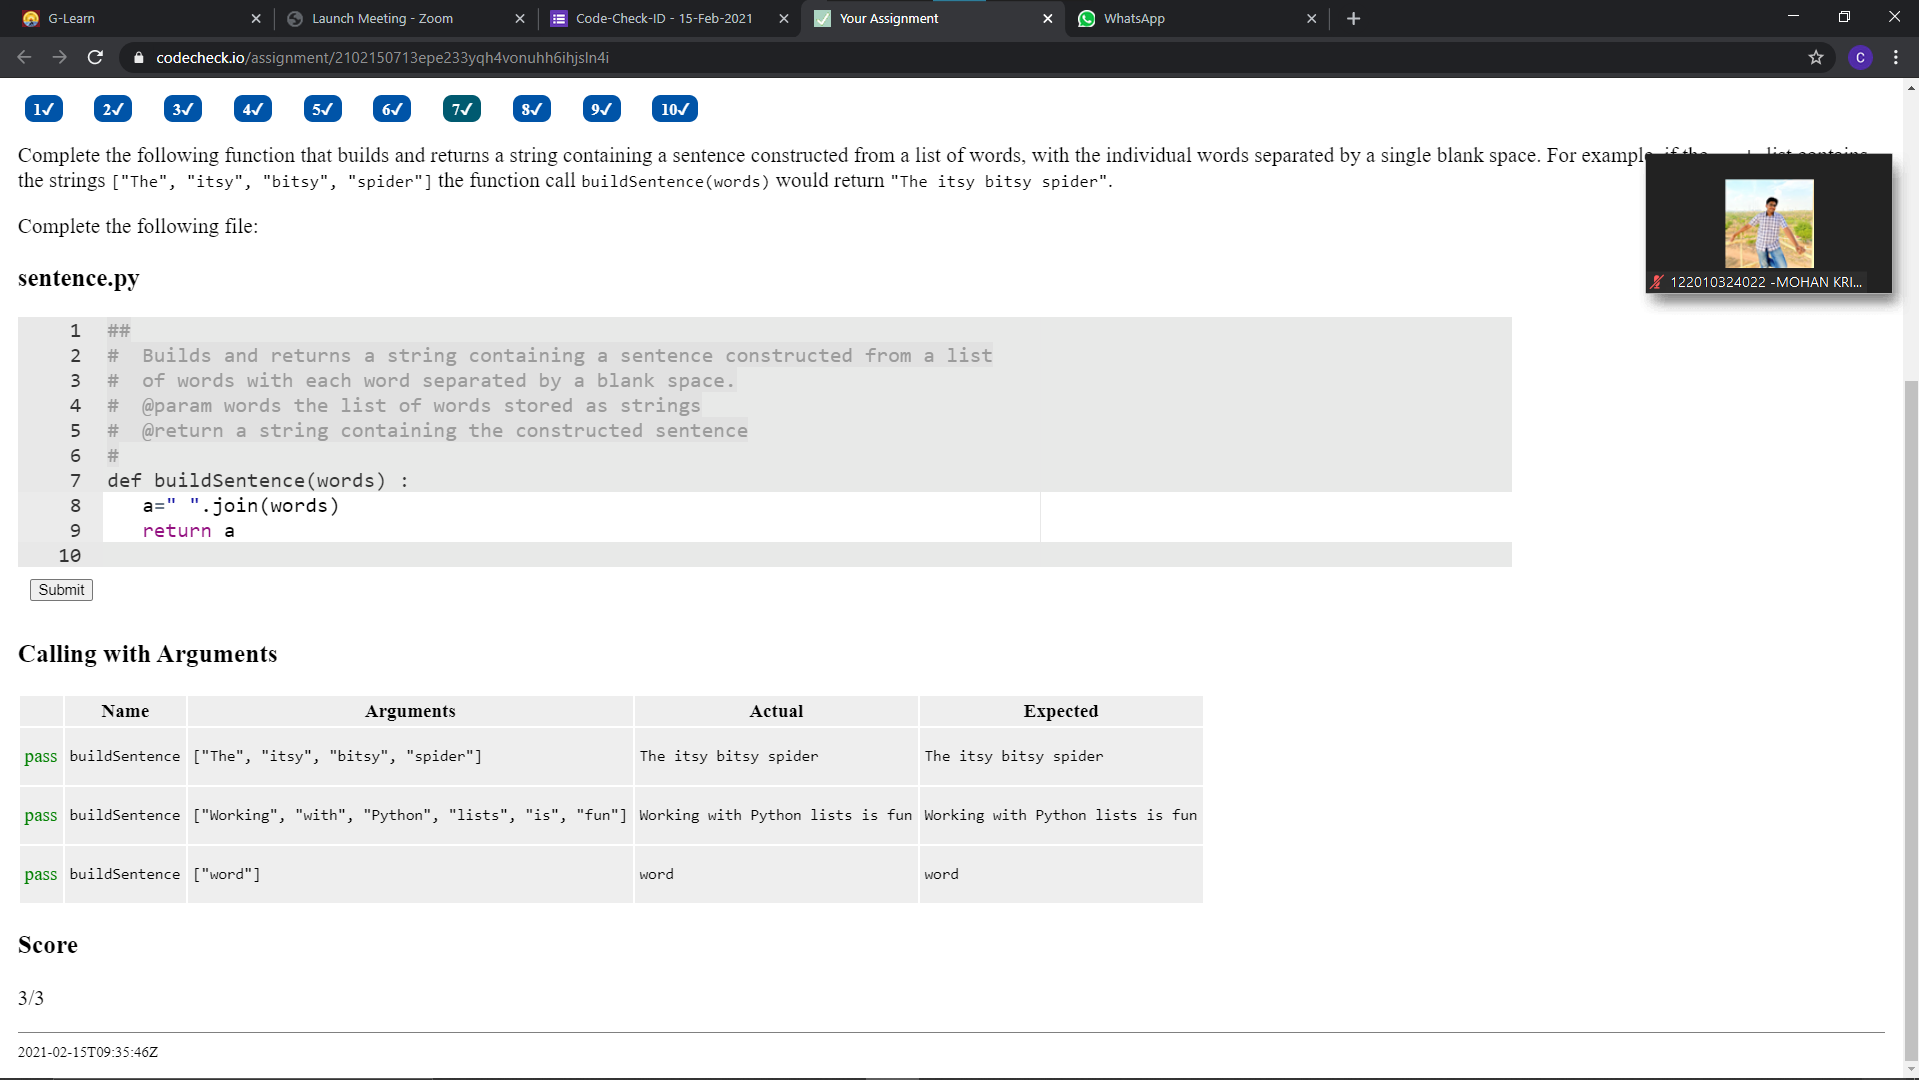 G-Learn
Launch Meeting - Zoom
Code-Check-ID - 15-Feb-2021
Your Assignment
WhatsApp
codecheck.io/assignment/2102150713epe233yqh4vonuhh6ihjsln4i
C
1✓ 2✓ 3✓ 4✓ 5✓ 6✓ 7✓ 8✓ 9✓ 10✓
Complete the following function that builds and returns a string containing a sentence constructed from a list of words, with the individual words separated by a single blank space. For example, if the list contains
the strings ["The", "itsy", "bitsy", "spider"] the function call buildSentence(words) would return "The itsy bitsy spider".
122010324022 -MOHAN KRI...
Complete the following file:
sentence.py
1 ##
2 #  Builds and returns a string containing a sentence constructed from a list
3 #  of words with each word separated by a blank space.
4 #  @param words the list of words stored as strings
5 #  @return a string containing the constructed sentence
6 #
7 def buildSentence(words) :
8    a=" ".join(words)
9    return a
10
Submit
Calling with Arguments
Name Arguments Actual Expected
pass buildSentence ["The", "itsy", "bitsy", "spider"] The itsy bitsy spider The itsy bitsy spider
pass buildSentence ["Working", "with", "Python", "lists", "is", "fun"] Working with Python lists is fun Working with Python lists is fun
pass buildSentence ["word"] word word
Score
3/3
2021-02-15T09:35:46Z